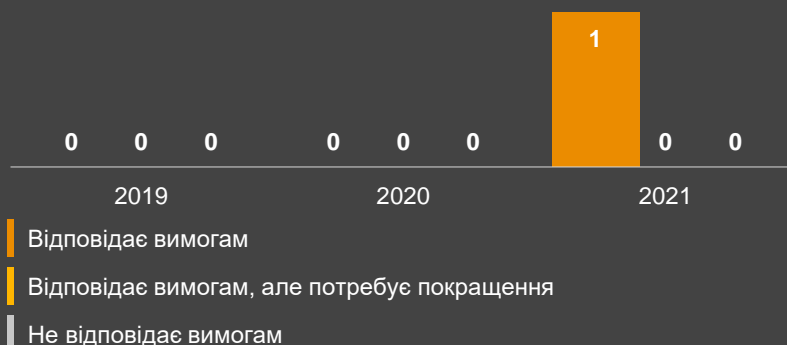 1
0 0 0 0 0 0 0 0
2019 2020 2021
Відповідає вимогам
Відповідає вимогам, але потребує покращення
Не відповідає вимогам